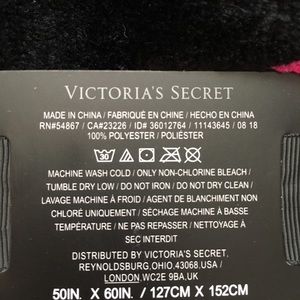 VICTORIA'S SECRET
MADE IN CHINA / FABRIQUÉ EN CHINE / HECHO EN CHINA
RN#54867 / CA#23226 / ID# 36012764 / 11143645 / 08 18
100% POLYESTER / POLIÉSTER
30
MACHINE WASH COLD / ONLY NON-CHLORINE BLEACH /
TUMBLE DRY LOW / DO NOT IRON / DO NOT DRY CLEAN /
LAVAGE MACHINE À FROID / AGENT DE BLANCHIMENT NON
CHLORÉ UNIQUEMENT / SÉCHAGE MACHINE À BASSE
TEMPÉRATURE / NE PAS REPASSER / NETTOYAGE À
SEC INTERDIT
DISTRIBUTED BY VICTORIA'S SECRET,
REYNOLDSBURG, OHIO, 43068.USA /
LONDON, WC2E 9BA.UK
50IN. X 60IN. / 127CM X 152CM